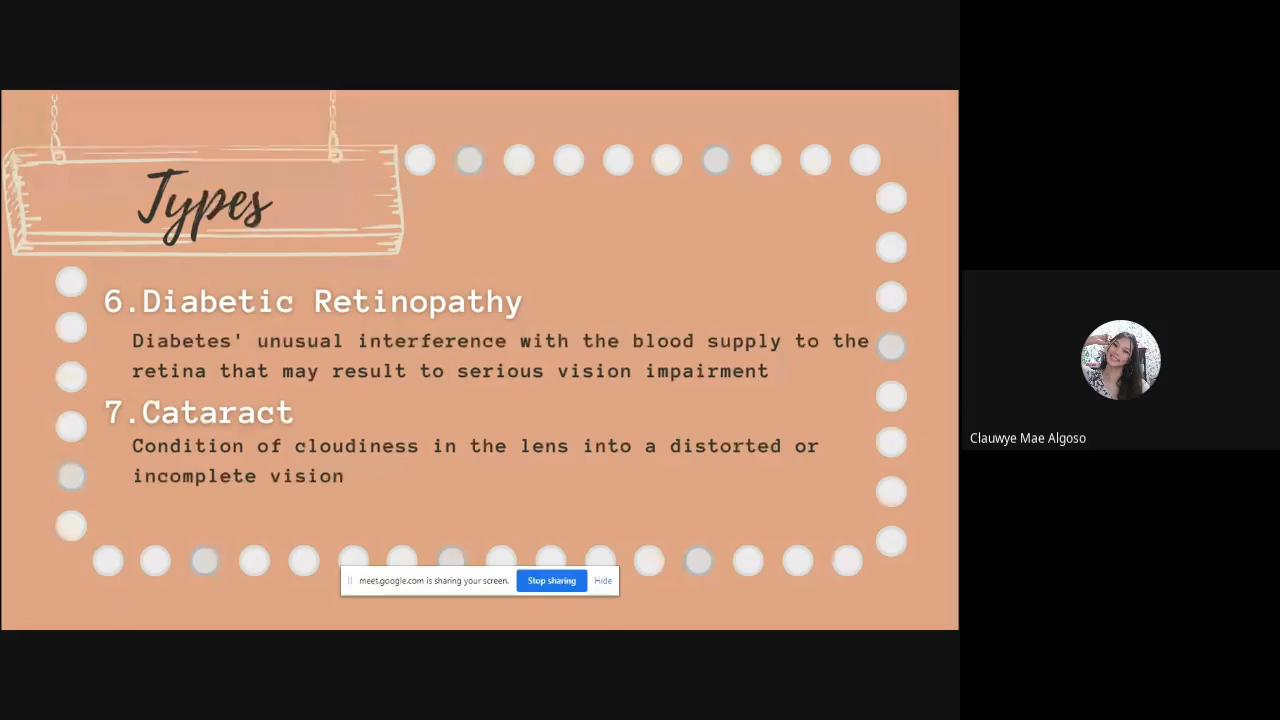 Types
6.Diabetic Retinopathy
Diabetes' unusual interference with the blood supply to the
retina that may result to serious vision impairment
7.Cataract
Condition of cloudiness in the lens into a distorted or
incomplete vision
meet.google.com is sharing your screen. Stop sharing Hide
Clauwye Mae Algoso